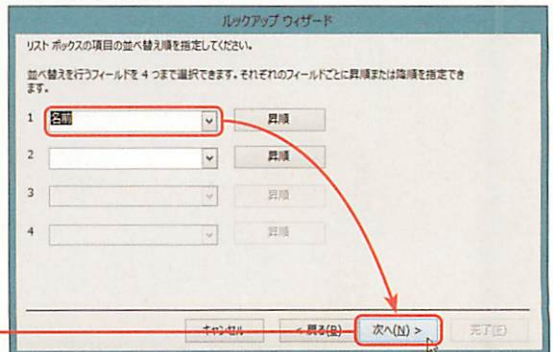 ルックアップ ウィザード
リスト ボックスの項目の並べ替え順を指定してください。
並べ替えを行うフィールドを 4 つまで選択できます。それぞれのフィールドごとに昇順または降順を指定でき
ます。
1 名前 昇順
2 昇順
3 昇順
4 昇順
キャンセル < 戻る(B) 次へ(N) > 完了(F)